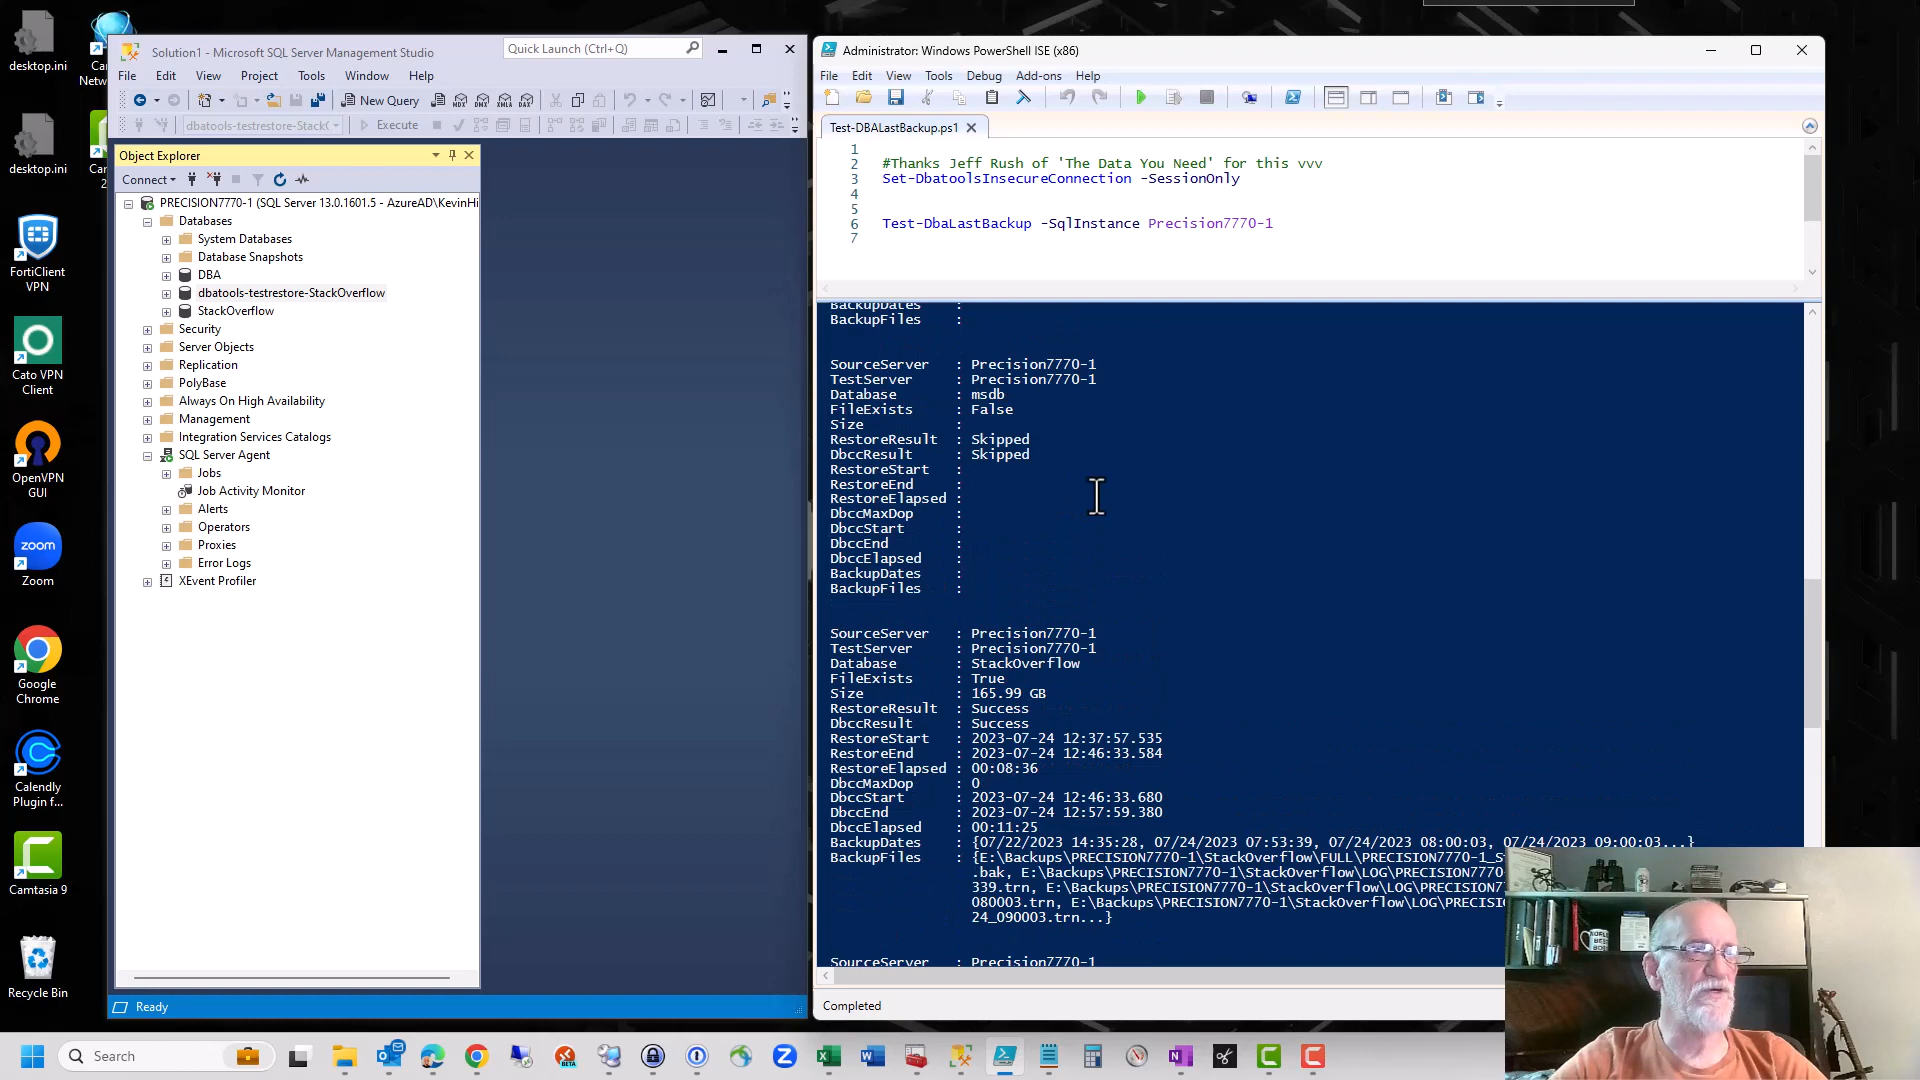 desktop.ini
desktop.ini
FortiClient
VPN
Cato VPN
Client
OpenVPN
GUI
zoom
Zoom
Google
Chrome
Calendly
Plugin f...
Camtasia 9
Recycle Bin
Solution1 - Microsoft SQL Server Management Studio
Quick Launch (Ctrl+Q)
File Edit View Project Tools Window Help
New Query MDX DMX XMLA DAX
dbatools-testrestore-Stack Execute
Object Explorer
Connect
PRECISION7770-1 (SQL Server 13.0.1601.5 - AzureAD\KevinHi
Databases
System Databases
Database Snapshots
DBA
dbatools-testrestore-StackOverflow
StackOverflow
Security
Server Objects
Replication
PolyBase
Always On High Availability
Management
Integration Services Catalogs
SQL Server Agent
Jobs
Job Activity Monitor
Alerts
Operators
Proxies
Error Logs
XEvent Profiler
Ready
Administrator: Windows PowerShell ISE (x86)
File Edit View Tools Debug Add-ons Help
Test-DBALastBackup.ps1
1
2 #Thanks Jeff Rush of 'The Data You Need' for this vvv
3 Set-DbatoolsInsecureConnection -SessionOnly
4
5
6 Test-DbaLastBackup -SqlInstance Precision7770-1
7
BackupDates :
BackupFiles :
SourceServer : Precision7770-1
TestServer : Precision7770-1
Database : msdb
FileExists : False
Size :
RestoreResult : Skipped
DbccResult : Skipped
RestoreStart :
RestoreEnd :
RestoreElapsed :
DbccMaxDop :
DbccStart :
DbccEnd :
DbccElapsed :
BackupDates :
BackupFiles :
SourceServer : Precision7770-1
TestServer : Precision7770-1
Database : StackOverflow
FileExists : True
Size : 165.99 GB
RestoreResult : Success
DbccResult : Success
RestoreStart : 2023-07-24 12:37:57.535
RestoreEnd : 2023-07-24 12:46:33.584
RestoreElapsed : 00:08:36
DbccMaxDop : 0
DbccStart : 2023-07-24 12:46:33.680
DbccEnd : 2023-07-24 12:57:59.380
DbccElapsed : 00:11:25
BackupDates : {07/22/2023 14:35:28, 07/24/2023 07:53:39, 07/24/2023 08:00:03, 07/24/2023 09:00:03...}
BackupFiles : {E:\Backups\PRECISION7770-1\StackOverflow\FULL\PRECISION7770-1_S
.bak, E:\Backups\PRECISION7770-1\StackOverflow\LOG\PRECISION77
339.trn, E:\Backups\PRECISION7770-1\StackOverflow\LOG\PRECISION7
080003.trn, E:\Backups\PRECISION7770-1\StackOverflow\LOG\PRECIS
24_090003.trn...}
SourceServer : Precision7770-1
Completed
Search
BETA